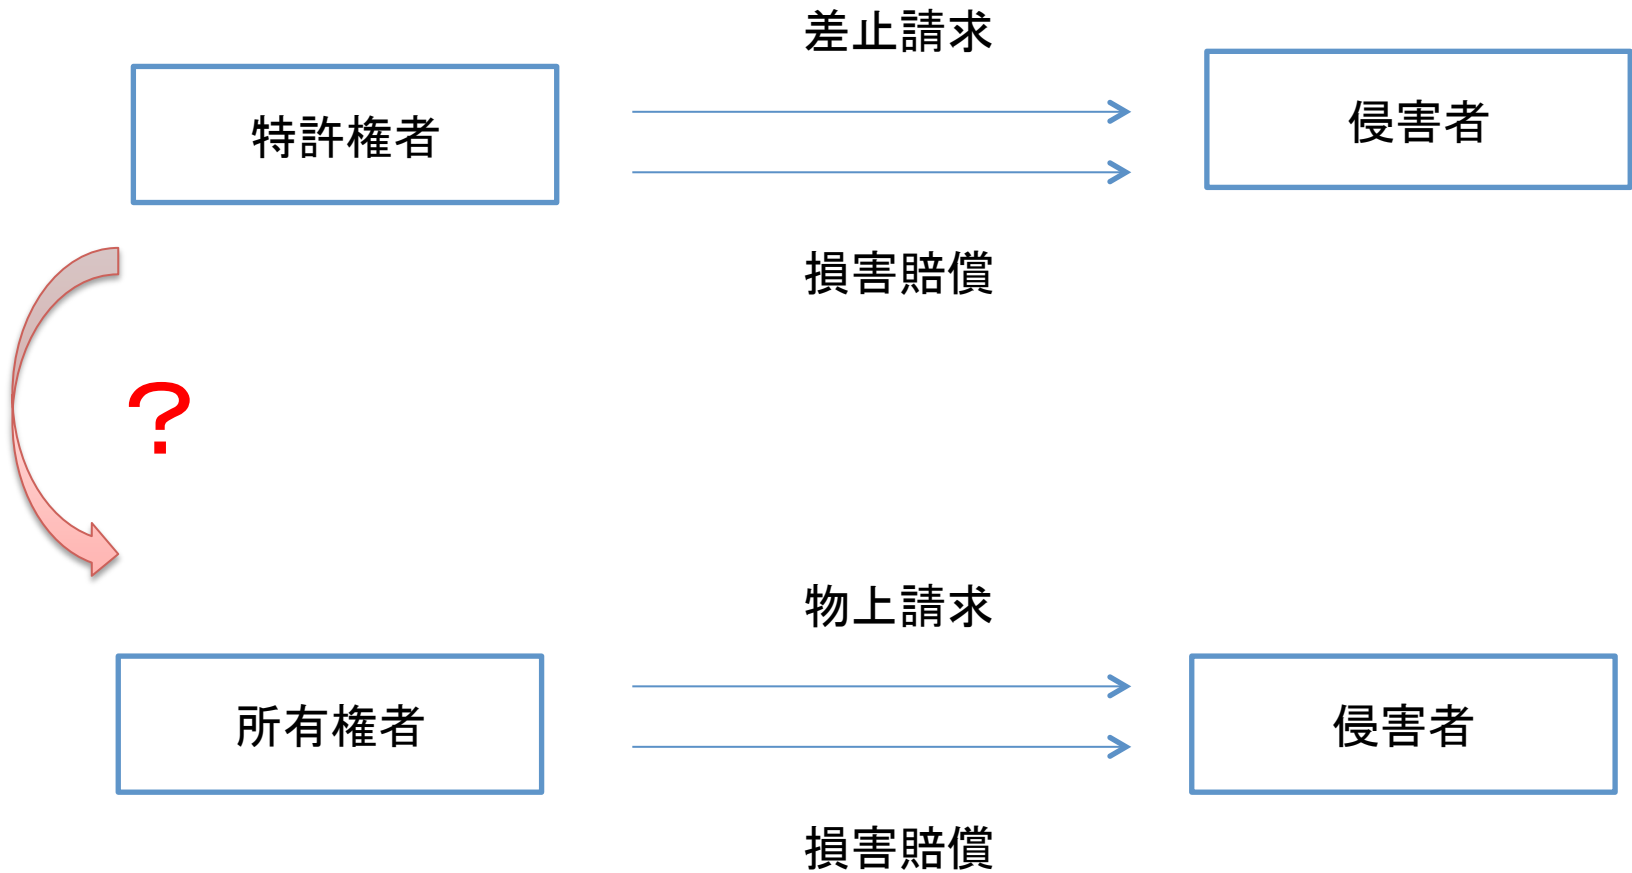 差止請求
特許権者
侵害者
損害賠償
？
物上請求
所有権者
侵害者
損害賠償